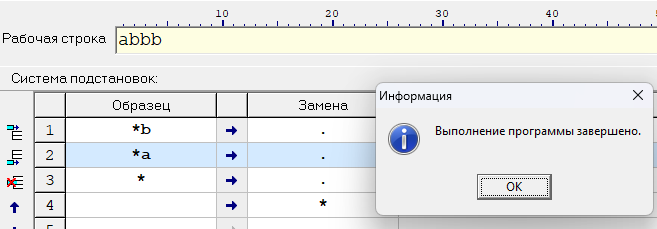 10 20 30 40
Рабочая строка abbb
Система подстановок:
Образец Замена
1 *b .
2 *a .
3 * .
4 *
Информация
Выполнение программы завершено.
OK